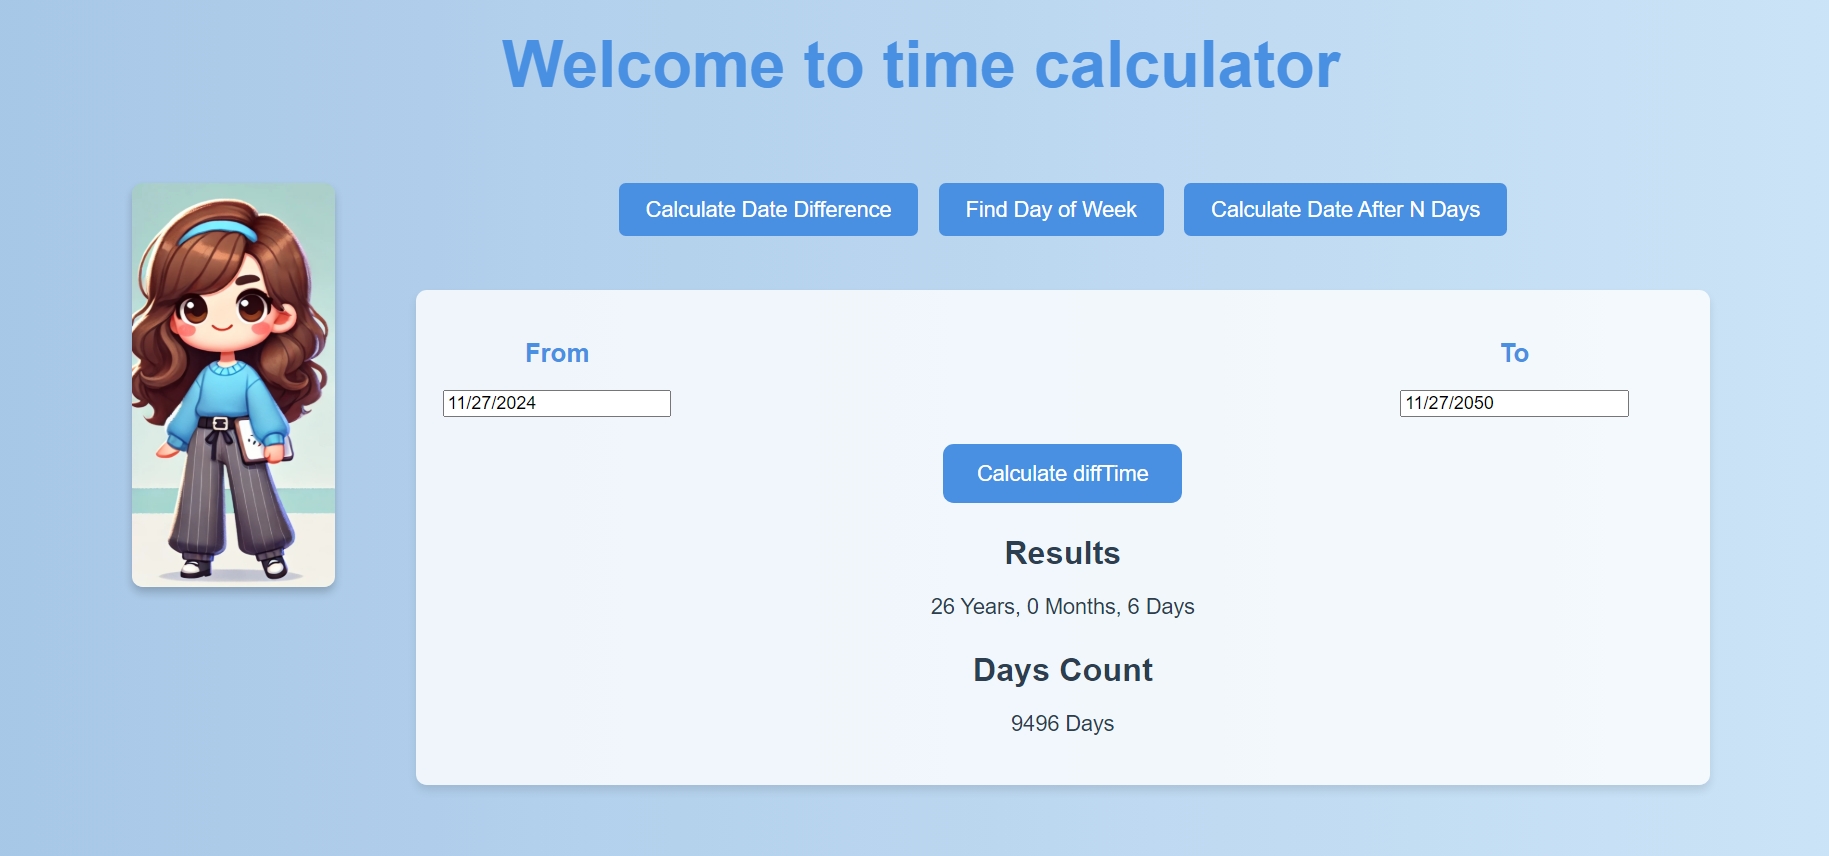 Welcome to time calculator
Calculate Date Difference
Find Day of Week
Calculate Date After N Days
From
To
11/27/2024
11/27/2050
Calculate diffTime
Results
26 Years, 0 Months, 6 Days
Days Count
9496 Days